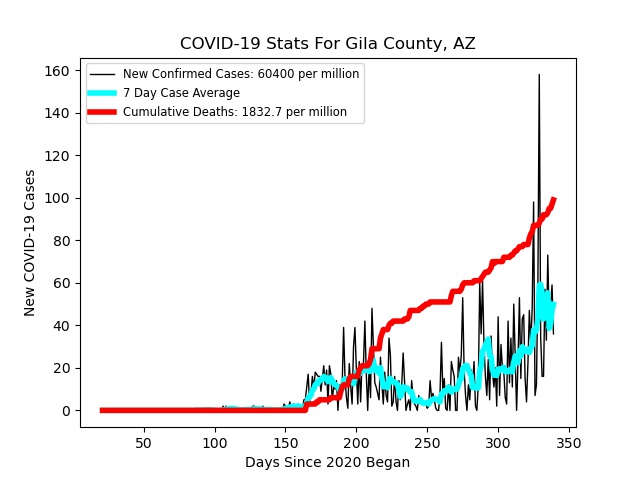 COVID-19 Stats For Gila County, AZ
New Confirmed Cases: 60400 per million
7 Day Case Average
Cumulative Deaths: 1832.7 per million
New COVID-19 Cases
160
140
120
100
80
60
40
20
0
50 100 150 200 250 300 350
Days Since 2020 Began